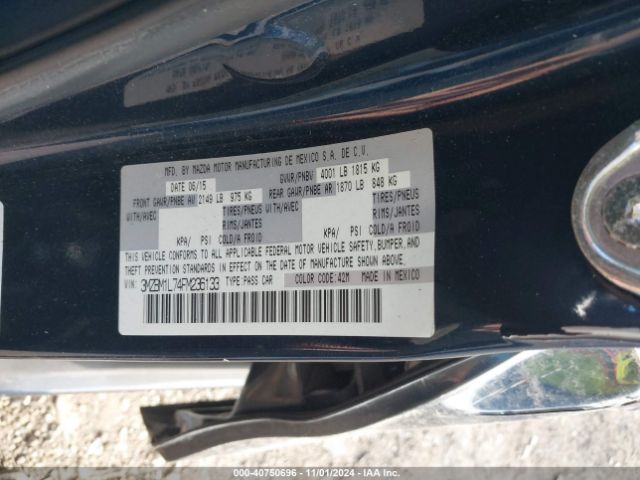 MFD. BY MAZDA MOTOR MANUFACTURING DE MEXICO S.A. DE C.V.
DATE 06/15 GVWR/PNBV 4001 LB 1815 KG
FRONT GAWR/PNBE AV 2149 LB 975 KG REAR GAWR/PNBE AR 1870 LB 848 KG
WITH/AVEC TIRES/PNEUS WITH/AVEC TIRES/PNEUS
RIMS/JANTES RIMS/JANTES
KPA/ PSI COLD/A FROID KPA/ PSI COLD/A FROID
THIS VEHICLE CONFORMS TO ALL APPLICABLE FEDERAL MOTOR VEHICLE SAFETY, BUMPER, AND
THEFT PREVENTION STANDARDS IN EFFECT ON THE DATE OF MANUFACTURE SHOWN ABOVE.
VIN: 3MZBM1L74FM236133 TYPE PASS CAR COLOR CODE: 42M MADE IN MEXICO
000-40750696 - 11/01/2024 - IAA Inc.